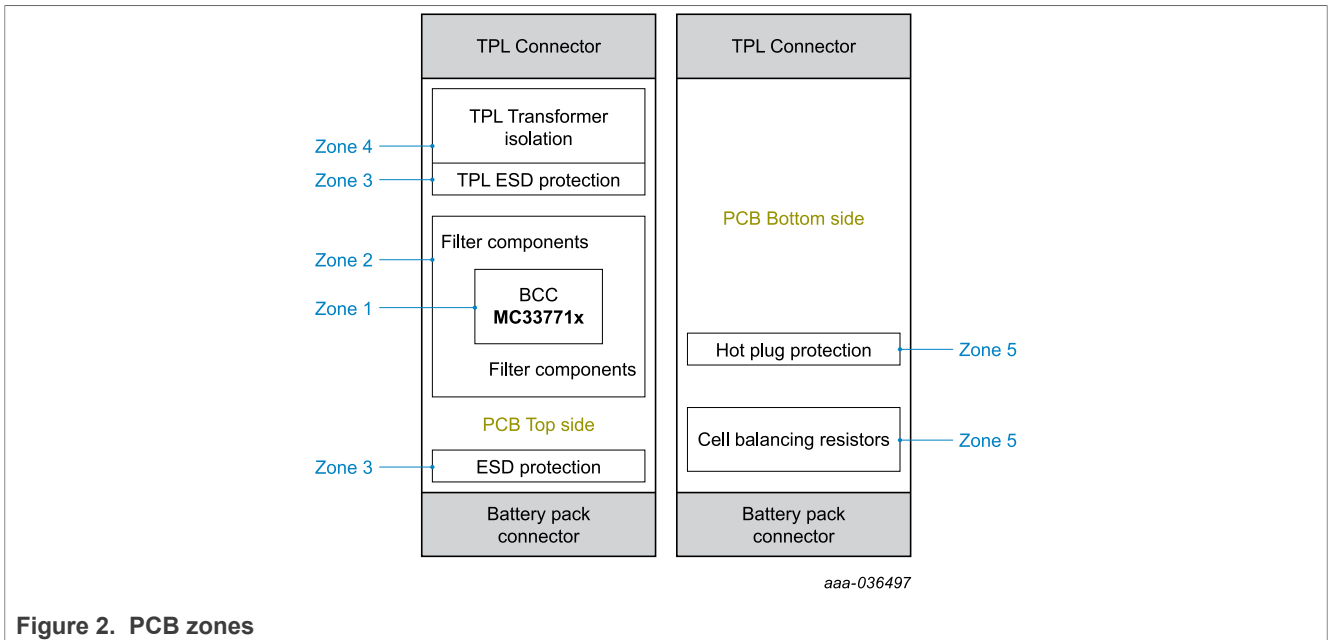 TPL Connector
TPL Transformer
isolation
Zone 4
Zone 3
TPL ESD protection
Filter components
Zone 2
BCC
MC33771x
Zone 1
Filter components
PCB Top side
Zone 3
ESD protection
Battery pack
connector
TPL Connector
PCB Bottom side
Hot plug protection
Zone 5
Cell balancing resistors
Zone 5
Battery pack
connector
aaa-036497
Figure 2. PCB zones